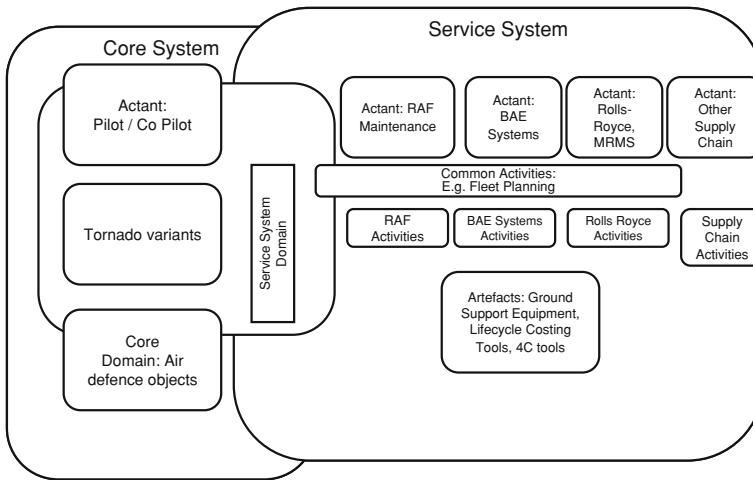 Core System
Service System
Actant:
Pilot / Co Pilot
Tornado variants
Core
Domain: Air
defence objects
Service System
Domain
Actant: RAF
Maintenance
Actant:
BAE
Systems
Actant:
Rolls-
Royce,
MRMS
Actant:
Other
Supply
Chain
Common Activities:
E.g. Fleet Planning
RAF
Activities
BAE Systems
Activities
Rolls Royce
Activities
Supply
Chain
Activities
Artefacts: Ground
Support Equipment,
Lifecycle Costing
Tools, 4C tools